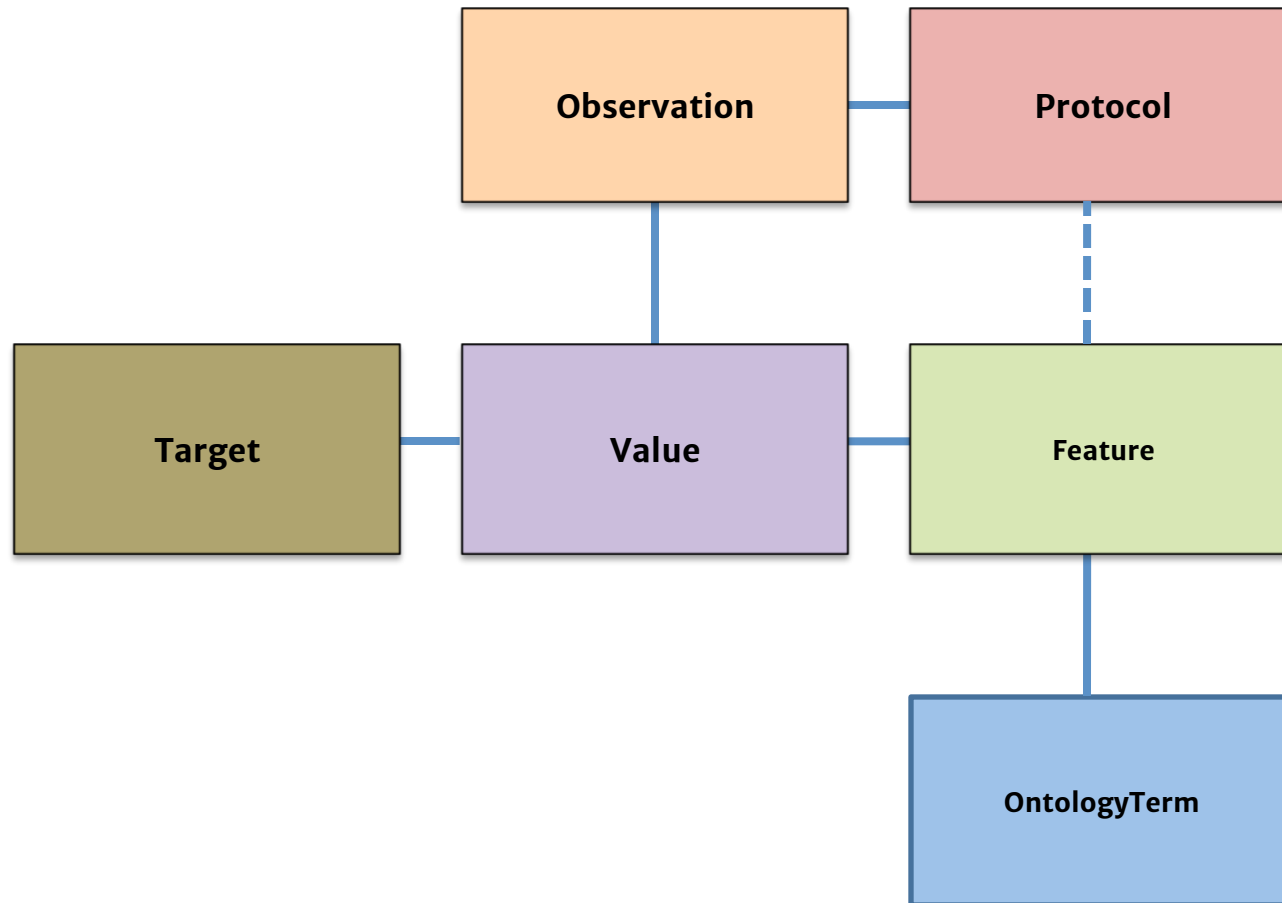 Observation
Protocol
Target
Value
Feature
OntologyTerm